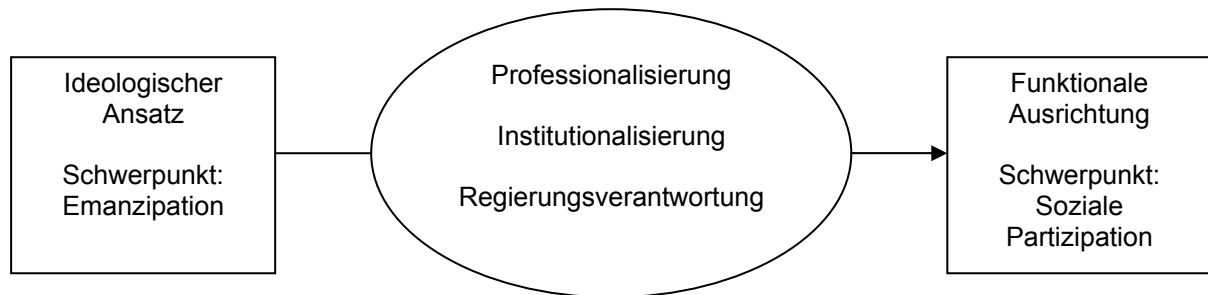 Ideologischer
Ansatz
Schwerpunkt:
Emanzipation
Professionalisierung
Institutionalisierung
Regierungsverantwortung
Funktionale
Ausrichtung
Schwerpunkt:
Soziale
Partizipation